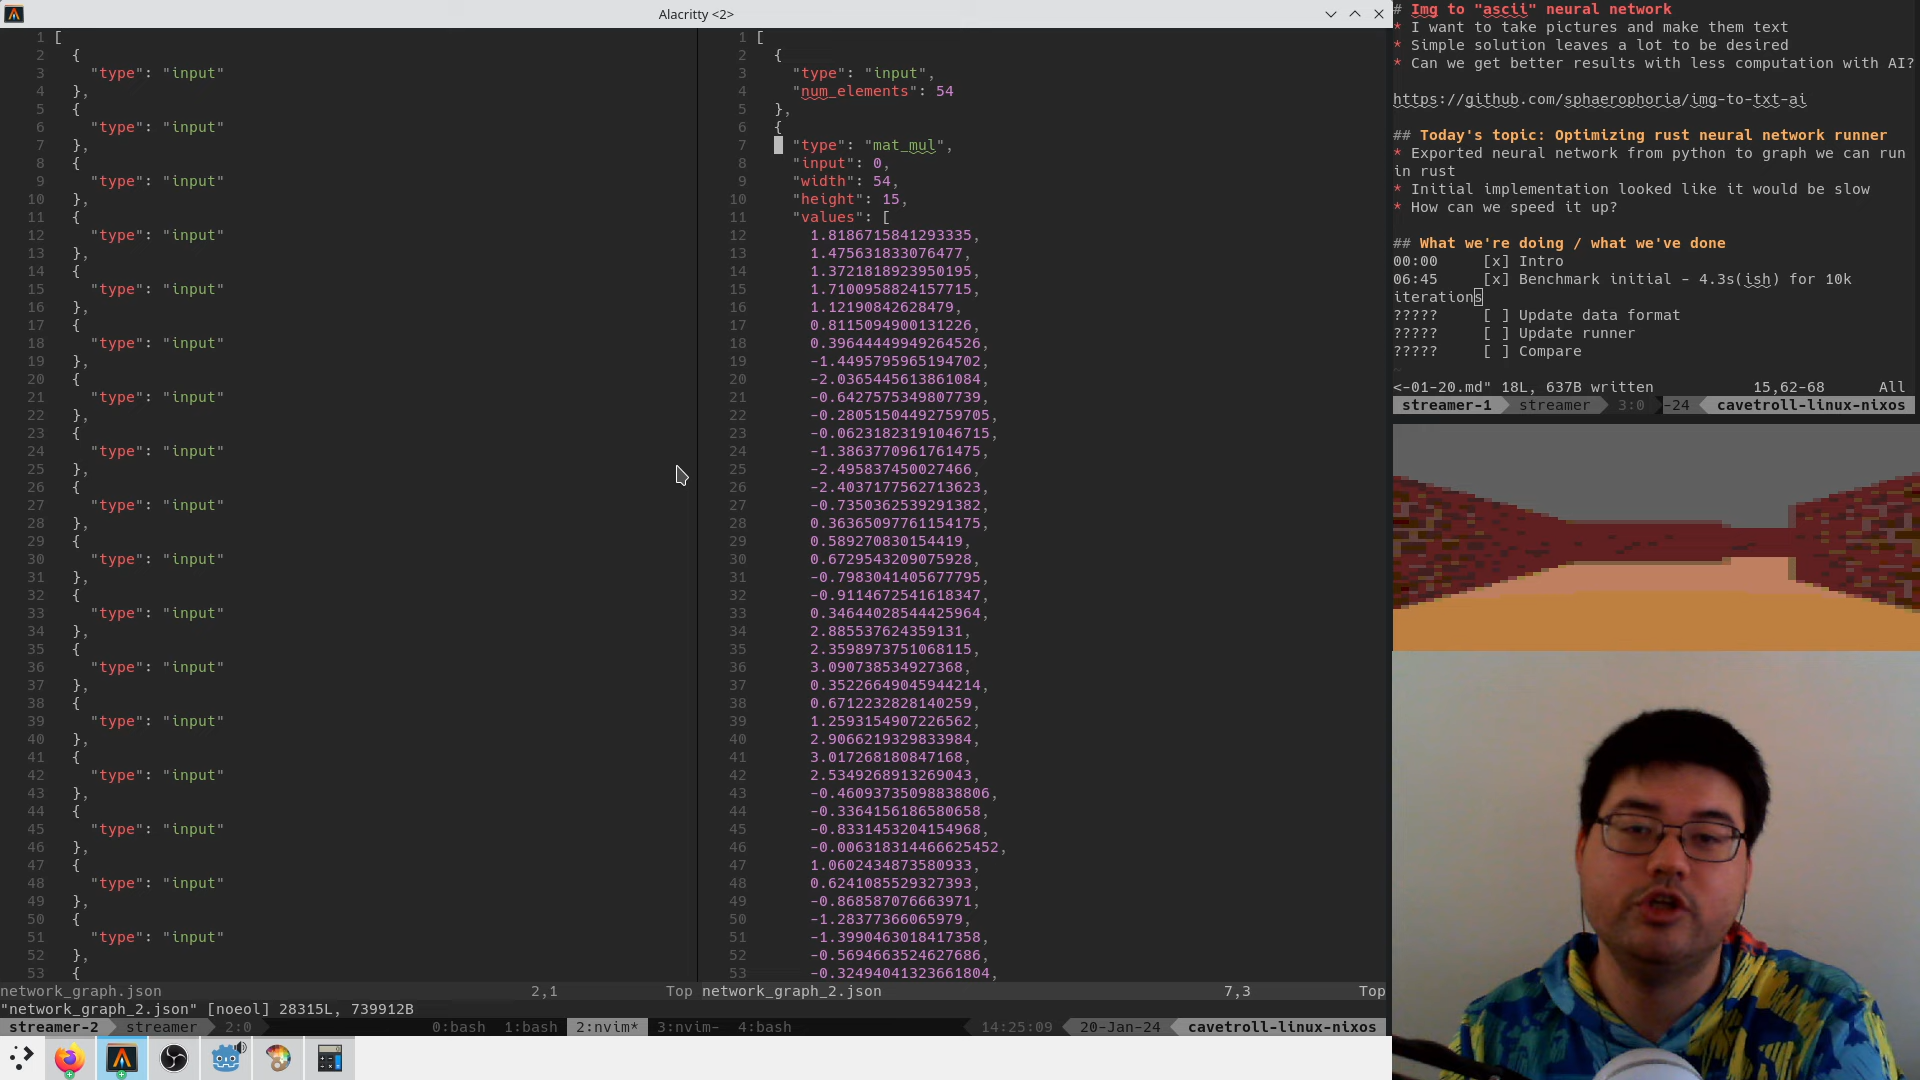 Alacritty <2>
1 [
2 {
3 "type": "input"
4 },
5 {
6 "type": "input"
7 },
8 {
9 "type": "input"
10 },
11 {
12 "type": "input"
13 },
14 {
15 "type": "input"
16 },
17 {
18 "type": "input"
19 },
20 {
21 "type": "input"
22 },
23 {
24 "type": "input"
25 },
26 {
27 "type": "input"
28 },
29 {
30 "type": "input"
31 },
32 {
33 "type": "input"
34 },
35 {
36 "type": "input"
37 },
38 {
39 "type": "input"
40 },
41 {
42 "type": "input"
43 },
44 {
45 "type": "input"
46 },
47 {
48 "type": "input"
49 },
50 {
51 "type": "input"
52 },
53 {
network_graph.json 2,1 Top
1 [
2 {
3 "type": "input",
4 "num_elements": 54
5 },
6 {
7 "type": "mat_mul",
8 "input": 0,
9 "width": 54,
10 "height": 15,
11 "values": [
12 1.8186715841293335,
13 1.475631833076477,
14 1.3721818923950195,
15 1.7100958824157715,
16 1.12190842628479,
17 0.8115094900131226,
18 0.39644449949264526,
19 -1.4495795965194702,
20 -2.0365445613861084,
21 -0.6427575349807739,
22 -0.28051504492759705,
23 -0.06231823191046715,
24 -1.3863770961761475,
25 -2.495837450027466,
26 -2.4037177562713623,
27 -0.7350362539291382,
28 0.36365097761154175,
29 0.589270830154419,
30 0.6729543209075928,
31 -0.7983041405677795,
32 -0.9114672541618347,
33 0.34644028544425964,
34 2.885537624359131,
35 2.3598973751068115,
36 3.090738534927368,
37 0.35226649045944214,
38 0.6712232828140259,
39 1.2593154907226562,
40 2.9066219329833984,
41 3.017268180847168,
42 2.5349268913269043,
43 -0.46093735098838806,
44 -0.3364156186580658,
45 -0.8331453204154968,
46 -0.006318314466625452,
47 1.0602434873580933,
48 0.6241085529327393,
49 -0.868587076663971,
50 -1.28377366065979,
51 -1.3990463018417358,
52 -0.5694663524627686,
53 -0.32494041323661804,
network_graph_2.json 7,3 Top
"network_graph_2.json" [noeol] 28315L, 739912B
streamer-2 streamer 2:0 0:bash 1:bash 2:nvim* 3:nvim- 4:bash 14:25:09 20-Jan-24 cavetroll-linux-nixos
# Img to "ascii" neural network
* I want to take pictures and make them text
* Simple solution leaves a lot to be desired
* Can we get better results with less computation with AI?
https://github.com/sphaerophoria/img-to-txt-ai
## Today's topic: Optimizing rust neural network runner
* Exported neural network from python to graph we can run
in rust
* Initial implementation looked like it would be slow
* How can we speed it up?
## What we're doing / what we've done
00:00 [x] Intro
06:45 [x] Benchmark initial - 4.3s(ish) for 10k
iterations
????? [ ] Update data format
????? [ ] Update runner
????? [ ] Compare
~
<-01-20.md" 18L, 637B written 15,62-68 All
streamer-1 streamer 3:0 -24 cavetroll-linux-nixos